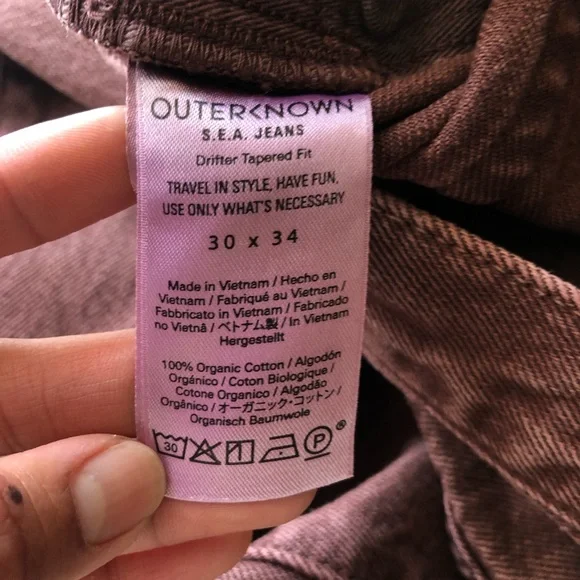 OUTERKNOWN
S.E.A. JEANS
Drifter Tapered Fit
TRAVEL IN STYLE, HAVE FUN,
USE ONLY WHAT'S NECESSARY
30 x 34
Made in Vietnam / Hecho en
Vietnam / Fabriqué au Vietnam /
Fabbricato in Vietnam / Fabricado
no Vietnã / ベトナム製 / In Vietnam
Hergestellt
100% Organic Cotton / Algodón
Orgánico / Coton Biologique /
Cotone Organico / Algodão
Orgânico / オーガニック・コットン /
Organisch Baumwole
30 P ®